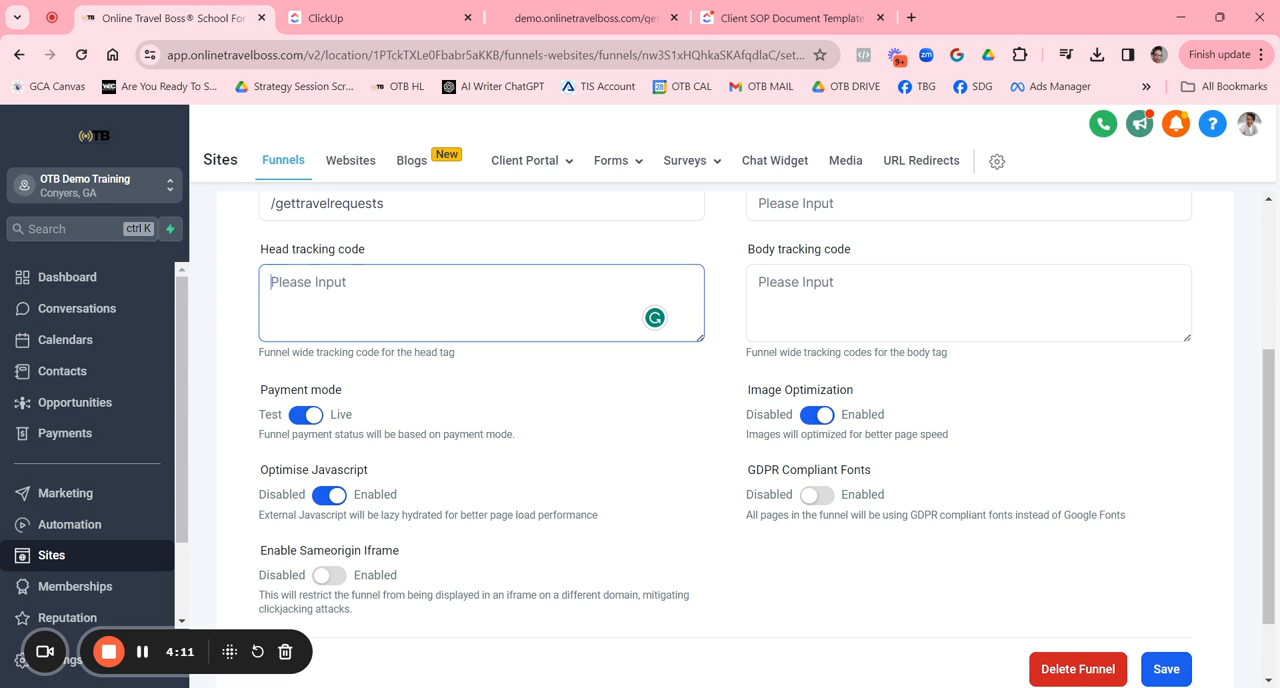 Online Travel Boss® School For
ClickUp
demo.onlinetravelboss.com/get
Client SOP Document Template
app.onlinetravelboss.com/v2/location/1PTckTXLe0Fbabr5aKKB/funnels-websites/funnels/nw3S1xHQhkaSKAfqdlaC/set...
9+
zm
Finish update
GCA Canvas
Are You Ready To S...
Strategy Session Scr...
OTB HL
AI Writer ChatGPT
TIS Account
OTB CAL
OTB MAIL
OTB DRIVE
TBG
SDG
Ads Manager
All Bookmarks
OTB
Sites
Funnels
Websites
Blogs
New
Client Portal
Forms
Surveys
Chat Widget
Media
URL Redirects
OTB Demo Training
Conyers, GA
Search
ctrl K
Dashboard
Conversations
Calendars
Contacts
Opportunities
Payments
Marketing
Automation
Sites
Memberships
Reputation
4:11
/gettravelrequests
Please Input
Head tracking code
Body tracking code
Please Input
Please Input
Funnel wide tracking code for the head tag
Funnel wide tracking codes for the body tag
Payment mode
Image Optimization
Test
Live
Disabled
Enabled
Funnel payment status will be based on payment mode.
Images will optimized for better page speed
Optimise Javascript
GDPR Compliant Fonts
Disabled
Enabled
Disabled
Enabled
External Javascript will be lazy hydrated for better page load performance
All pages in the funnel will be using GDPR compliant fonts instead of Google Fonts
Enable Sameorigin Iframe
Disabled
Enabled
This will restrict the funnel from being displayed in an iframe on a different domain, mitigating
clickjacking attacks.
Delete Funnel
Save